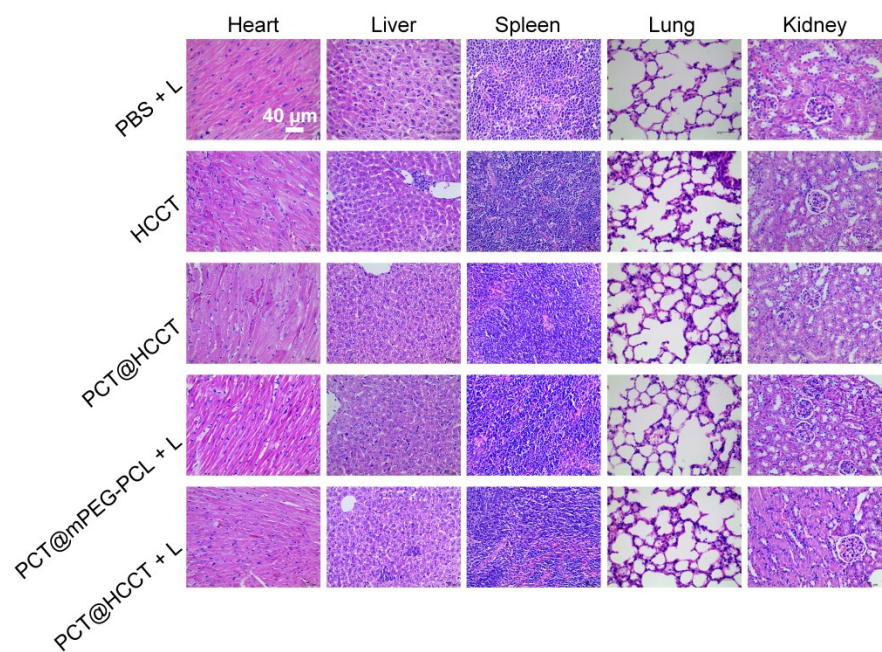 Heart Liver Spleen Lung Kidney
PBS + L
40 µm
HCCT
PCT@HCCT
PCT@mPEG-PCL + L
PCT@HCCT + L